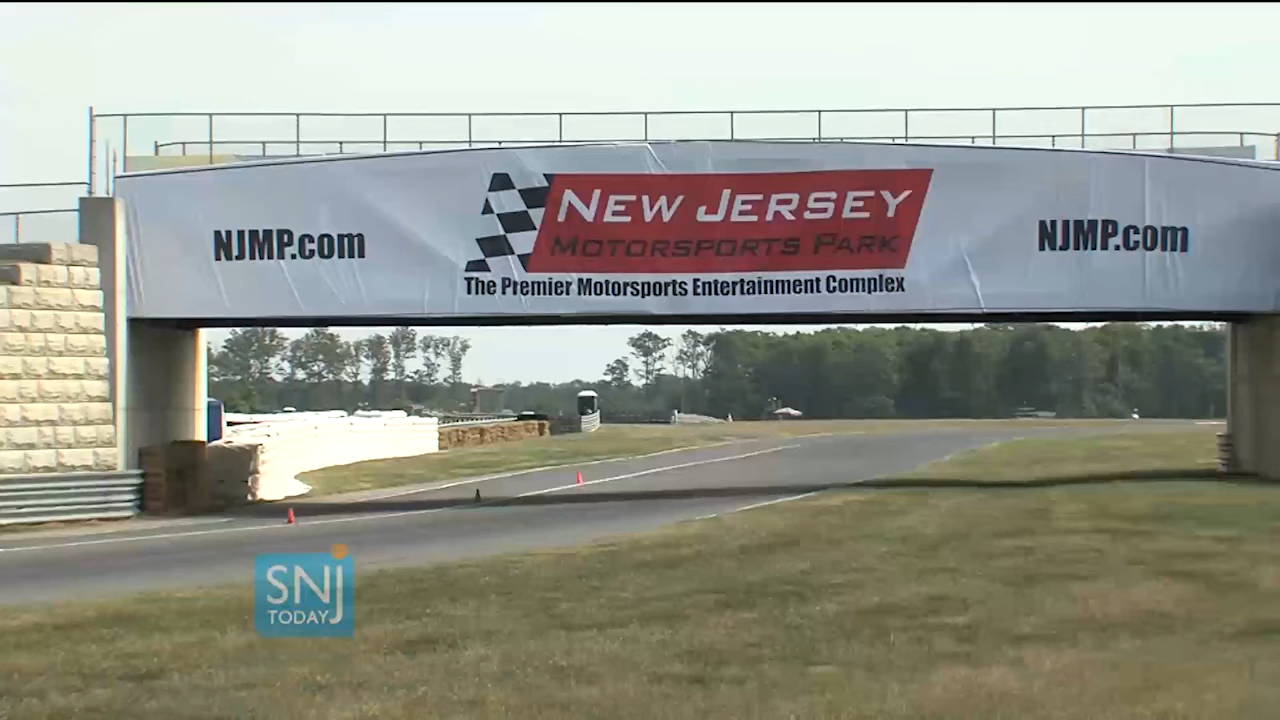 NJMP.com
NEW JERSEY
MOTORSPORTS PARK
The Premier Motorsports Entertainment Complex
NJMP.com
SNJ
TODAY